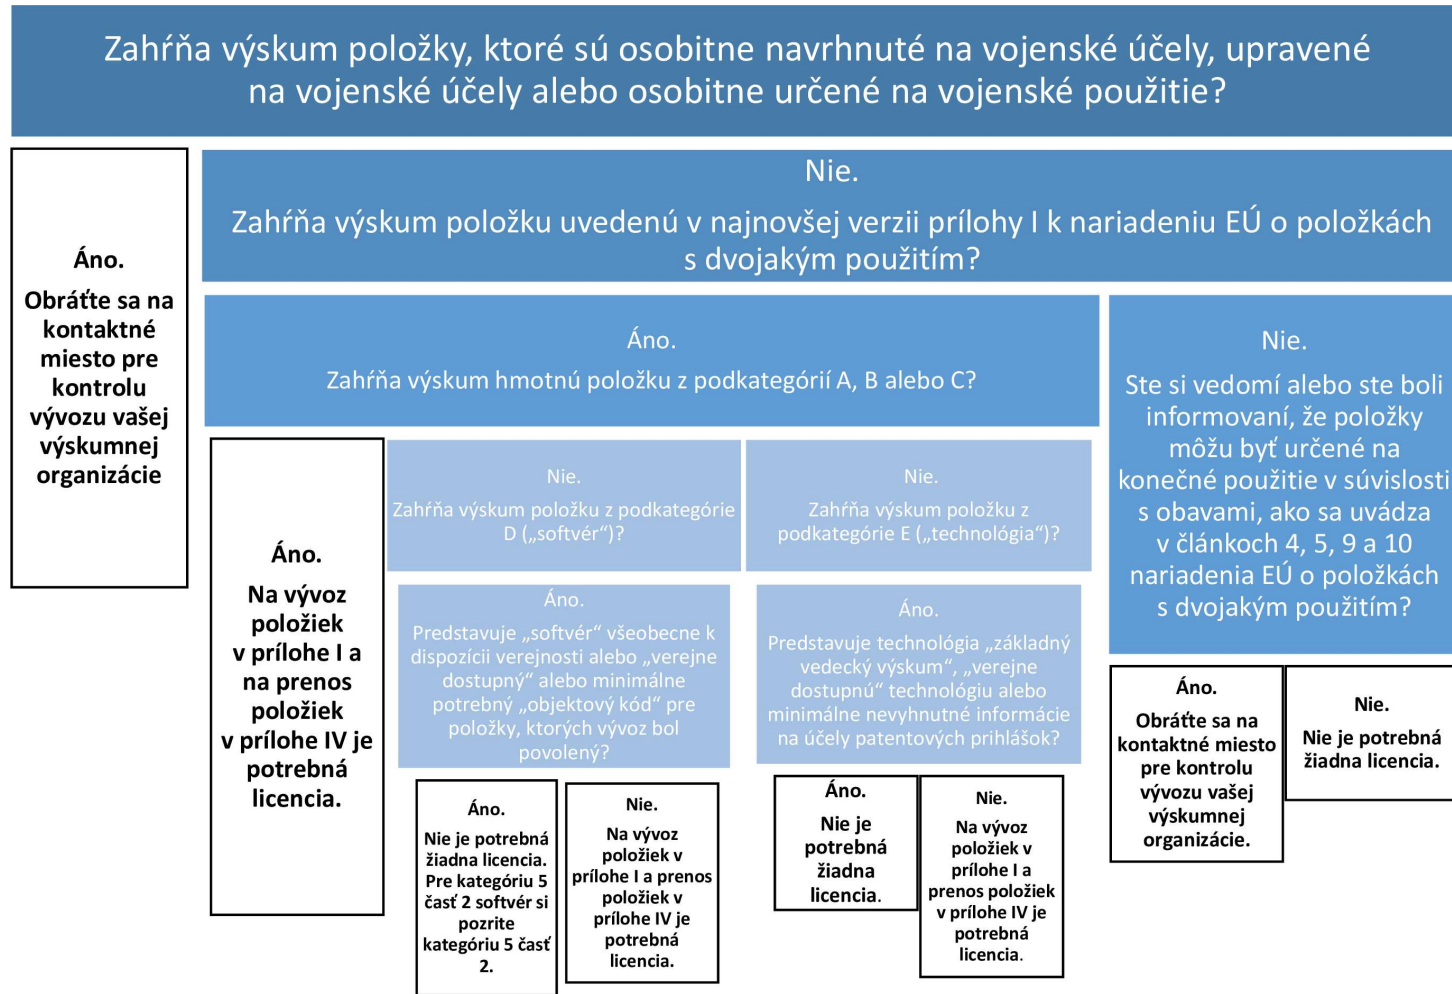 Zahŕňa výskum položky, ktoré sú osobitne navrhnuté na vojenské účely, upravené
na vojenské účely alebo osobitne určené na vojenské použitie?
Áno.
Obráťte sa na
kontaktné
miesto pre
kontrolu
vývozu vašej
výskumnej
organizácie
Nie.
Zahŕňa výskum položku uvedenú v najnovšej verzii prílohy I k nariadeniu EÚ o položkách
s dvojakým použitím?
Áno.
Zahŕňa výskum hmotnú položku z podkategórií A, B alebo C?
Áno.
Na vývoz
položiek
v prílohe I a
na prenos
položiek
v prílohe IV je
potrebná
licencia.
Nie.
Zahŕňa výskum položku z podkategórie
D („softvér“)?
Áno.
Predstavuje „softvér“ všeobecne k
dispozícii verejnosti alebo „verejne
dostupný“ alebo minimálne
potrebný „objektový kód“ pre
položky, ktorých vývoz bol
povolený?
Áno.
Nie je potrebná
žiadna licencia.
Pre kategóriu 5
časť 2 softvér si
pozrite
kategóriu 5 časť
2.
Nie.
Na vývoz
položiek v
prílohe I a prenos
položiek v
prílohe IV je
potrebná
licencia.
Nie.
Zahŕňa výskum položku z
podkategórie E („technológia“)?
Áno.
Predstavuje technológia „základný
vedecký výskum“, „verejne
dostupnú“ technológiu alebo
minimálne nevyhnutné informácie
na účely patentových prihlášok?
Áno.
Nie je
potrebná
žiadna
licencia.
Nie.
Na vývoz
položiek v
prílohe I a
prenos položiek
v prílohe IV je
potrebná
licencia.
Nie.
Ste si vedomí alebo ste boli
informovaní, že položky
môžu byť určené na
konečné použitie v súvislosti
s obavami, ako sa uvádza
v článkoch 4, 5, 9 a 10
nariadenia EÚ o položkách
s dvojakým použitím?
Áno.
Obráťte sa na
kontaktné miesto
pre kontrolu
vývozu vašej
výskumnej
organizácie.
Nie.
Nie je potrebná
žiadna licencia.